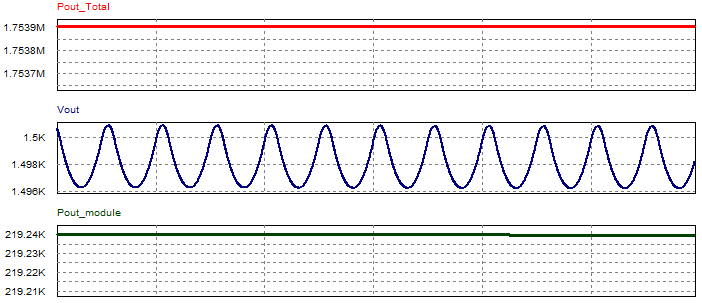 Pout_Total
1.7539M
1.7538M
1.7537M
Vout
1.5K
1.498K
1.496K
Pout_module
219.24K
219.23K
219.22K
219.21K